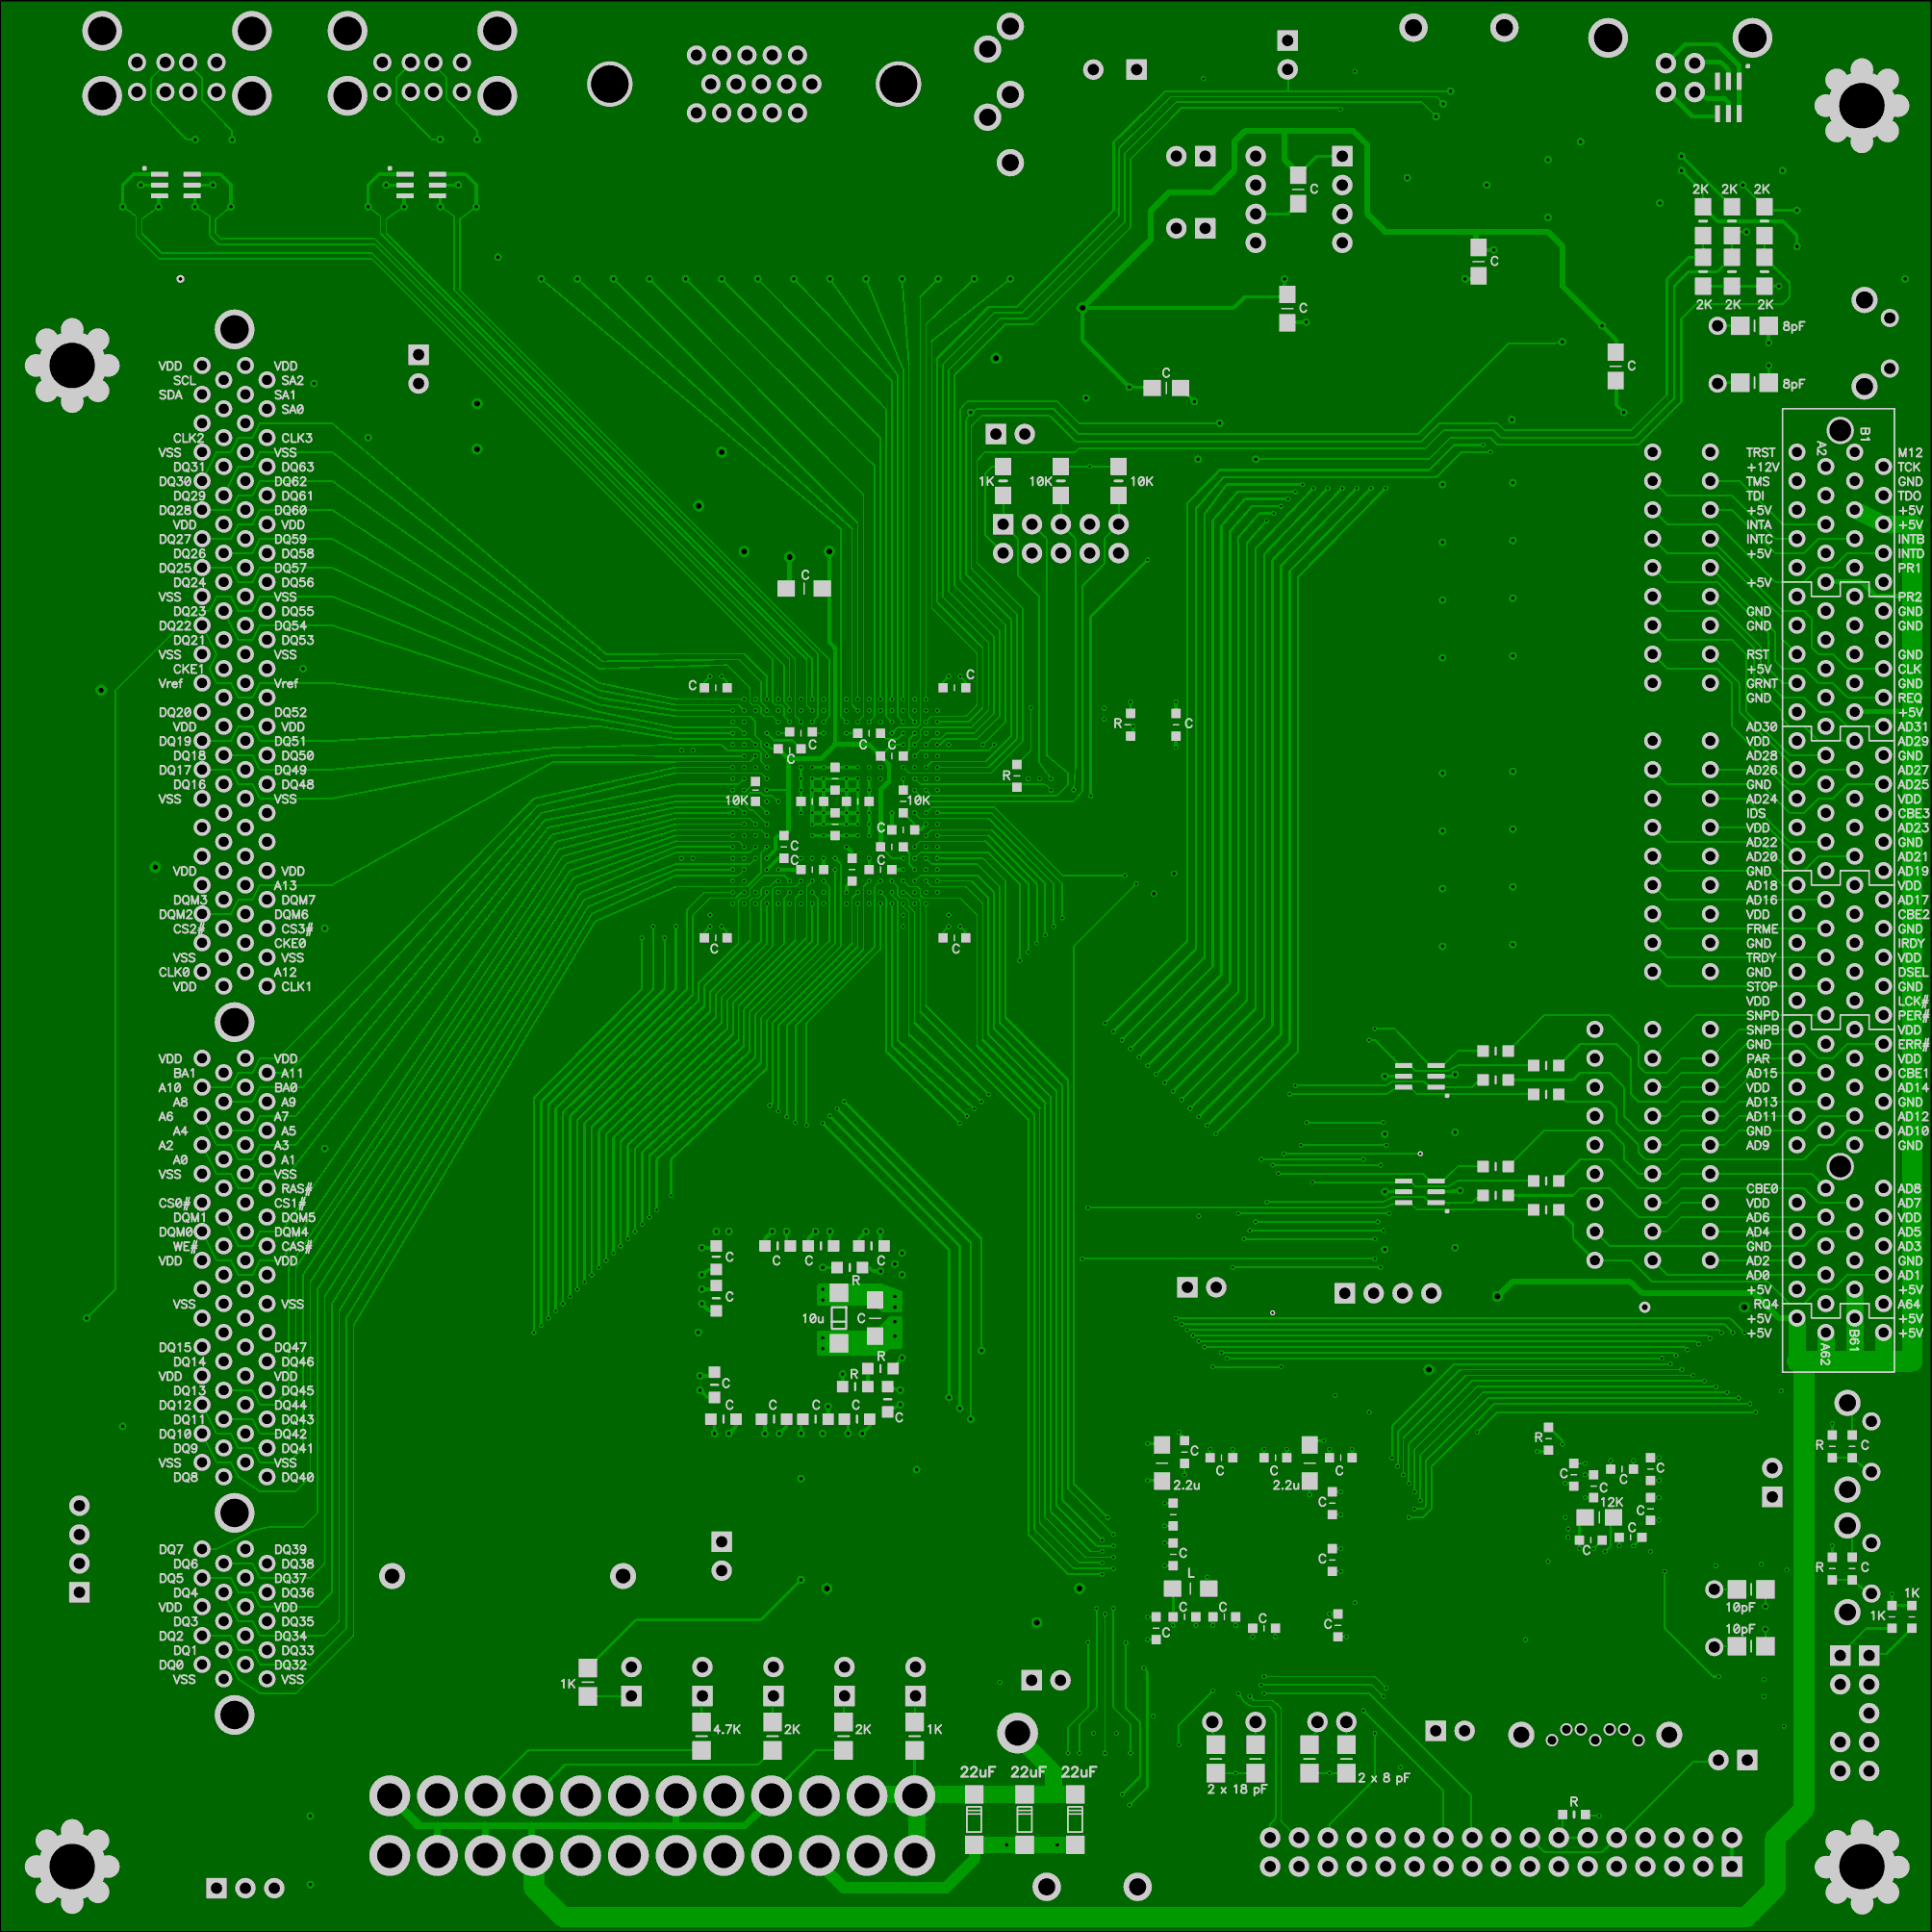 C
C
C
C
C
C
2K 2K 2K
2K 2K 2K
8pF
8pF
VDD VDD
SCL SA2
SDA SA1
SA0
CLK2 CLK3
VSS VSS
DQ31 DQ63
DQ30 DQ62
DQ29 DQ61
DQ28 DQ60
VDD VDD
DQ27 DQ59
DQ26 DQ58
DQ25 DQ57
DQ24 DQ56
VSS VSS
DQ23 DQ55
DQ22 DQ54
DQ21 DQ53
VSS VSS
CKE1
Vref Vref
DQ20 DQ52
VDD VDD
DQ19 DQ51
DQ18 DQ50
DQ17 DQ49
DQ16 DQ48
VSS VSS
VDD VDD
A13
DQM3 DQM7
DQM2 DQM6
CS2# CS3#
CKE0
VSS VSS
CLK0 A12
VDD CLK1
VDD VDD
BA1 A11
A10 BA0
A8 A9
A6 A7
A4 A5
A2 A3
A0 A1
VSS VSS
RAS#
CS0# CS1#
DQM1 DQM5
DQM0 DQM4
WE# CAS#
VDD VDD
VSS VSS
DQ15 DQ47
DQ14 DQ46
VDD VDD
DQ13 DQ45
DQ12 DQ44
DQ11 DQ43
DQ10 DQ42
DQ9 DQ41
VSS VSS
DQ8 DQ40
DQ7 DQ39
DQ6 DQ38
DQ5 DQ37
DQ4 DQ36
VDD VDD
DQ3 DQ35
DQ2 DQ34
DQ1 DQ33
DQ0 DQ32
VSS VSS
1K 10K 10K
C
C C
R C
C C
C C
R
10K 10K
C
C
C
C C
A2 B1
TRST M12
+12V TCK
TMS GND
TDI TDO
+5V +5V
INTA +5V
INTC INTB
+5V INTD
PR1
+5V
PR2
GND GND
GND GND
RST GND
+5V CLK
GRNT GND
GND REQ
+5V
AD30 AD31
VDD AD29
AD28 GND
AD26 AD27
GND AD25
AD24 VDD
IDS CBE3
VDD AD23
AD22 GND
AD20 AD21
GND AD19
AD18 VDD
AD16 AD17
VDD CBE2
FRME GND
GND IRDY
TRDY VDD
GND DSEL
STOP GND
VDD LCK#
SNPD PER#
SNPB VDD
GND ERR#
PAR VDD
AD15 CBE1
VDD AD14
AD13 GND
AD11 AD12
GND AD10
AD9 GND
CBE0 AD8
VDD AD7
AD6 VDD
AD4 AD5
GND AD3
AD2 GND
AD0 AD1
+5V +5V
RQ4 A64
+5V +5V
+5V +5V
A62 B61
C C C C
R
C
10u C
R
C R
C
C C C C
C C C
2.2u 2.2u
C
C C
L
C C C C
C
R
C C
C
12K
C C
R C
R C
10pF
10pF
1K
1K
1K
4.7K 2K 2K 1K
22uF 22uF 22uF
2 x 18 pF
2 x 8 pF
R